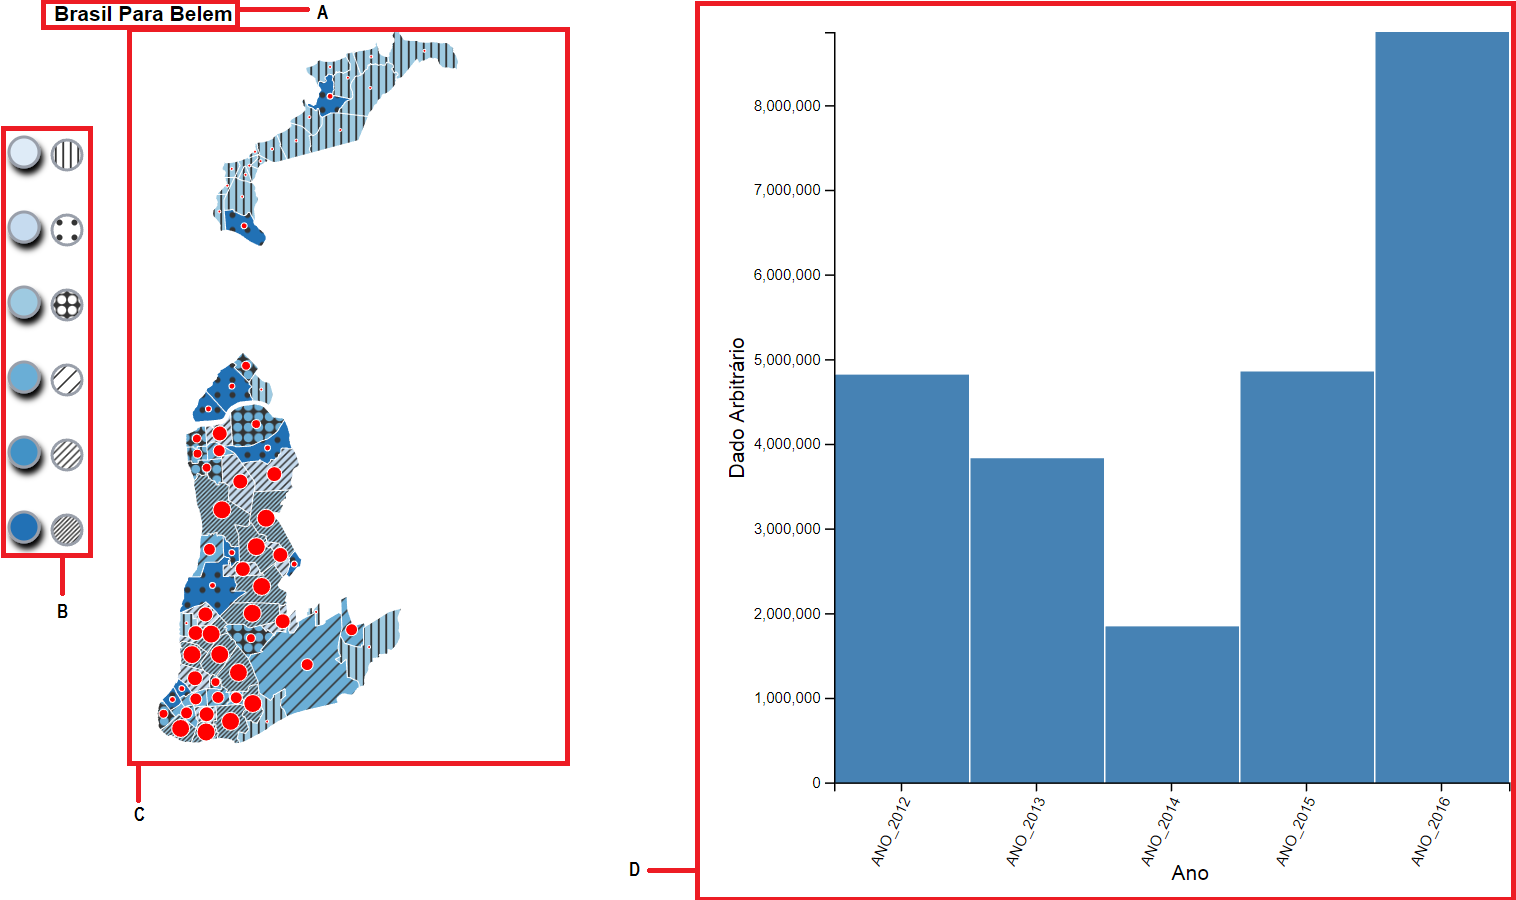 Brasil Para Belem
A
B
C
D
8,000,000
7,000,000
6,000,000
5,000,000
4,000,000
3,000,000
2,000,000
1,000,000
0
Dado Arbitrário
ANO_2012
ANO_2013
ANO_2014
ANO_2015
ANO_2016
Ano